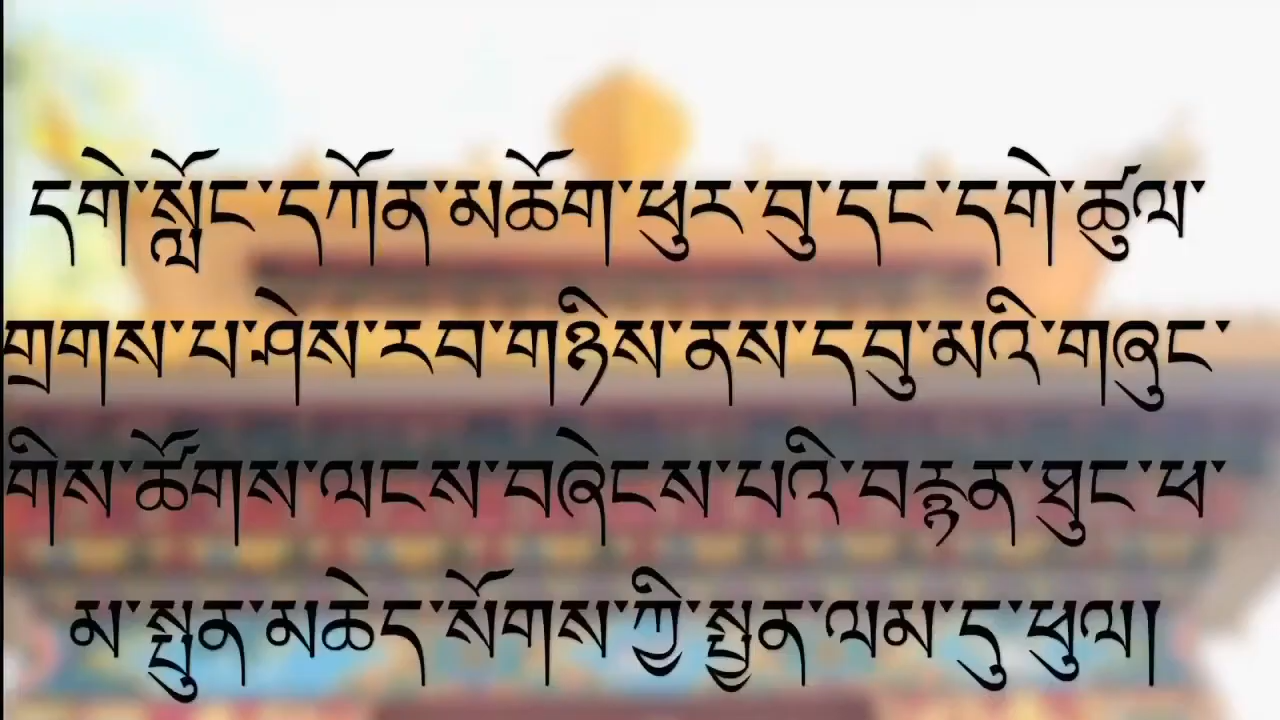 དགེ་སློང་དཀོན་མཆོག་ཕུར་བུ་དང་དགེ་ཚུལ་
གྲགས་པ་ཤེས་རབ་གཉིས་ནས་དབུ་མའི་གཞུང་
གིས་ཚོགས་ལངས་བཞེངས་པའི་བརྙན་ཐུང་ཕ་
མ་སྤུན་མཆེད་སོགས་ཀྱི་སྤྱན་ལམ་དུ་ཕུལ།